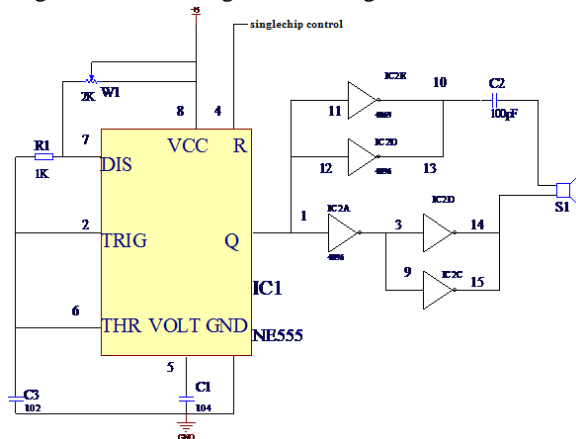 singlechip control
IC2E
10
C2
W1
2K
8
4
11
100pF
7
VCC
R
IC2D
R1
DIS
12
13
1K
S1
2
1
IC2A
3
IC2D
14
TRIG
Q
9
IC2C
15
IC1
6
THR
VOLT
GND
NE555
5
C3
C1
102
104
GND